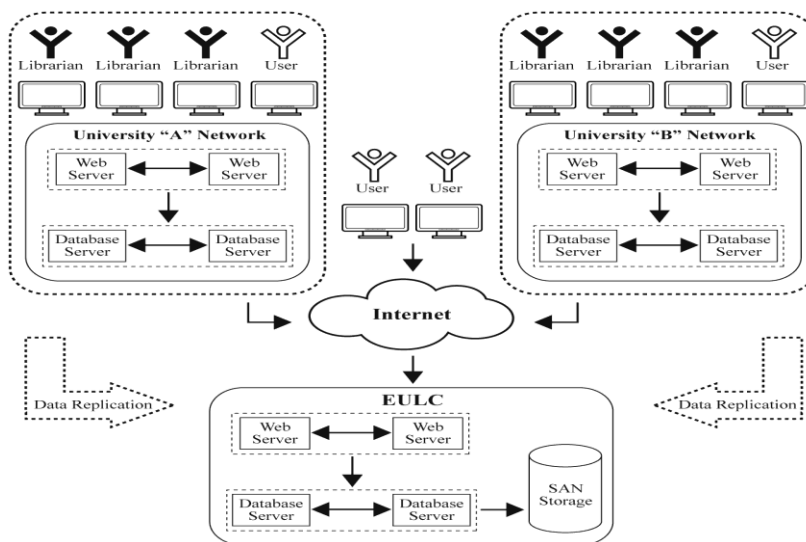 Librarian Librarian Librarian User
University “A” Network
Web Server Web Server
Database Server Database Server
Librarian Librarian Librarian User
University “B” Network
Web Server Web Server
Database Server Database Server
User User
Internet
Data Replication
Data Replication
EULC
Web Server Web Server
Database Server Database Server
SAN Storage